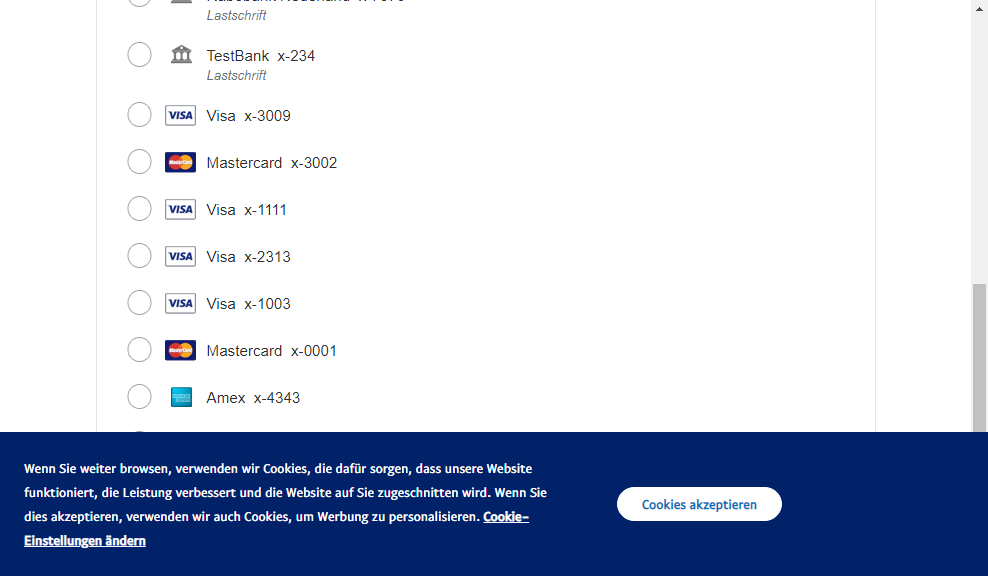 Lastschrift
TestBank x-234
Lastschrift
VISA Visa x-3009
MasterCard Mastercard x-3002
VISA Visa x-1111
VISA Visa x-2313
VISA Visa x-1003
MasterCard Mastercard x-0001
Amex x-4343
Wenn Sie weiter browsen, verwenden wir Cookies, die dafür sorgen, dass unsere Website
funktioniert, die Leistung verbessert und die Website auf Sie zugeschnitten wird. Wenn Sie
dies akzeptieren, verwenden wir auch Cookies, um Werbung zu personalisieren. Cookie-
Einstellungen ändern
Cookies akzeptieren